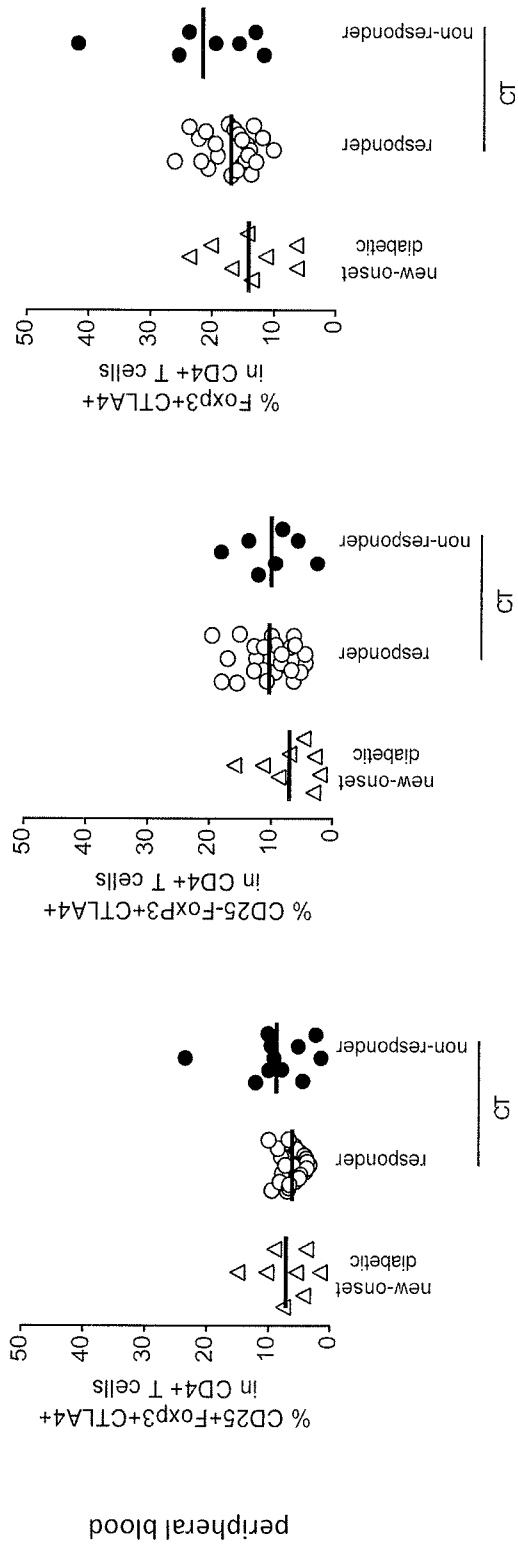 peripheral blood
% CD25+Foxp3+CTLA4+
in CD4+ T cells
50
40
30
20
10
0
new-onset
diabetic
responder
non-responder
CT
% CD25-FoxP3+CTLA4+
in CD4+ T cells
50
40
30
20
10
0
new-onset
diabetic
responder
non-responder
CT
% Foxp3+CTLA4+
in CD4+ T cells
50
40
30
20
10
0
new-onset
diabetic
responder
non-responder
CT